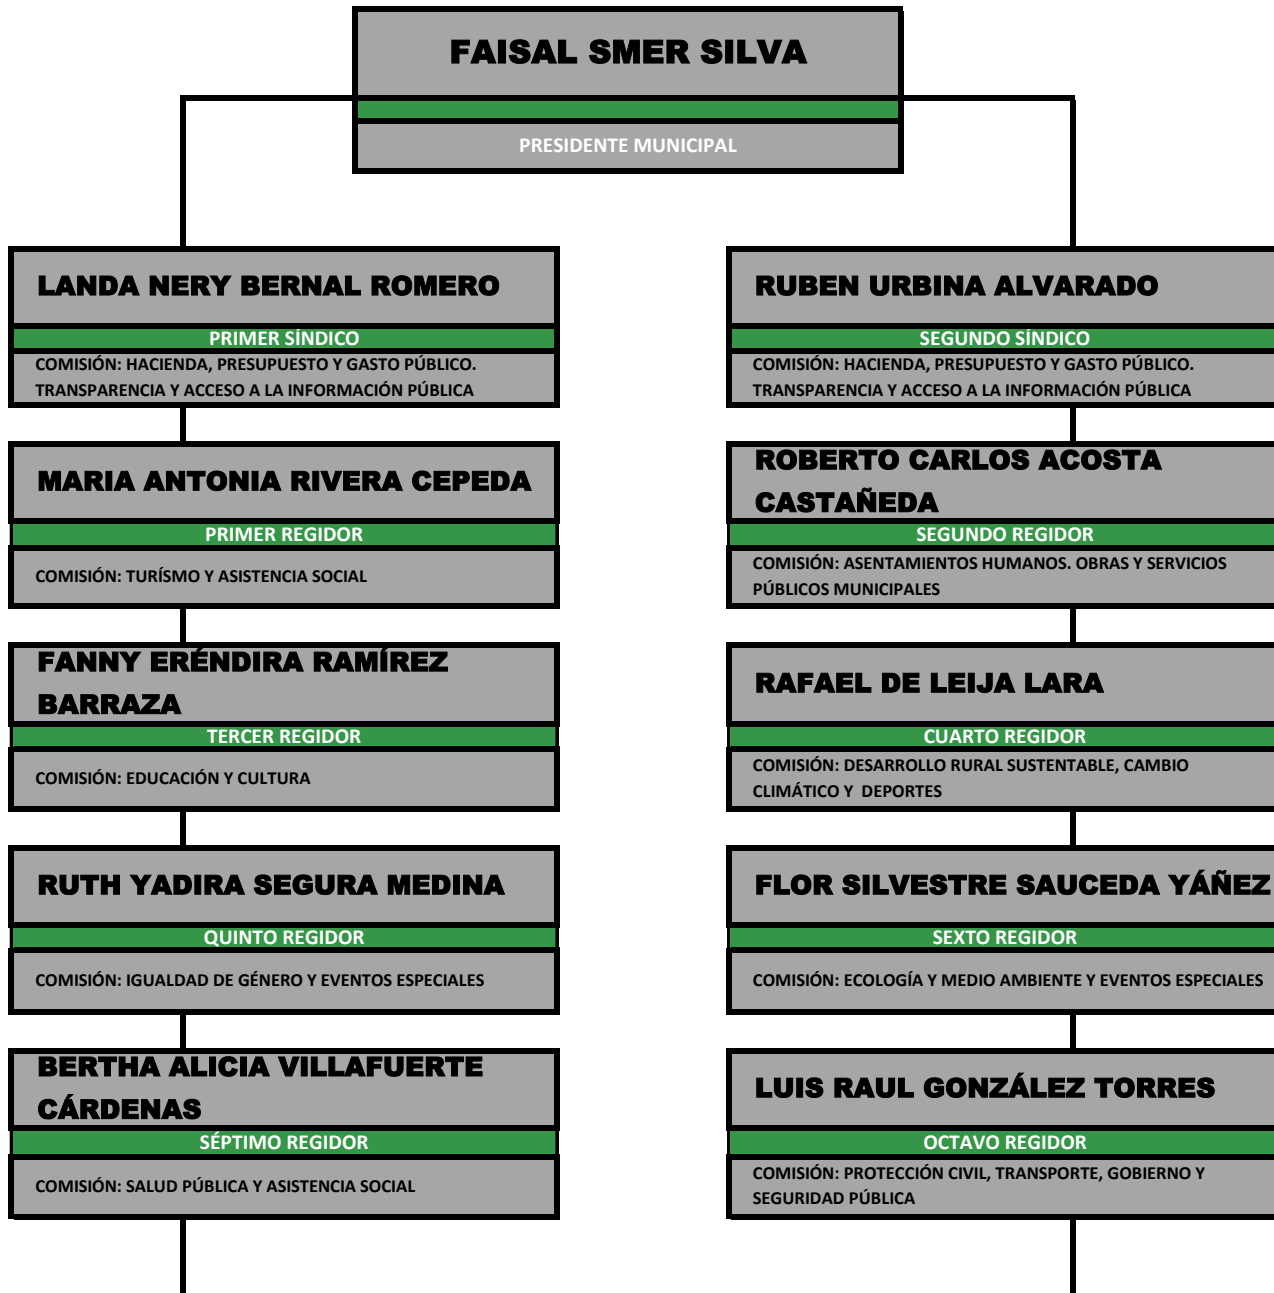 FAISAL SMER SILVA
PRESIDENTE MUNICIPAL
LANDA NERY BERNAL ROMERO
PRIMER SÍNDICO
COMISIÓN: HACIENDA, PRESUPUESTO Y GASTO PÚBLICO.
TRANSPARENCIA Y ACCESO A LA INFORMACIÓN PÚBLICA
RUBEN URBINA ALVARADO
SEGUNDO SÍNDICO
COMISIÓN: HACIENDA, PRESUPUESTO Y GASTO PÚBLICO.
TRANSPARENCIA Y ACCESO A LA INFORMACIÓN PÚBLICA
MARIA ANTONIA RIVERA CEPEDA
PRIMER REGIDOR
COMISIÓN: TURÍSMO Y ASISTENCIA SOCIAL
ROBERTO CARLOS ACOSTA
CASTAÑEDA
SEGUNDO REGIDOR
COMISIÓN: ASENTAMIENTOS HUMANOS. OBRAS Y SERVICIOS
PÚBLICOS MUNICIPALES
FANNY ERÉNDIRA RAMÍREZ
BARRAZA
TERCER REGIDOR
COMISIÓN: EDUCACIÓN Y CULTURA
RAFAEL DE LEIJA LARA
CUARTO REGIDOR
COMISIÓN: DESARROLLO RURAL SUSTENTABLE, CAMBIO
CLIMÁTICO Y  DEPORTES
RUTH YADIRA SEGURA MEDINA
QUINTO REGIDOR
COMISIÓN: IGUALDAD DE GÉNERO Y EVENTOS ESPECIALES
FLOR SILVESTRE SAUCEDA YÁÑEZ
SEXTO REGIDOR
COMISIÓN: ECOLOGÍA Y MEDIO AMBIENTE Y EVENTOS ESPECIALES
BERTHA ALICIA VILLAFUERTE
CÁRDENAS
SÉPTIMO REGIDOR
COMISIÓN: SALUD PÚBLICA Y ASISTENCIA SOCIAL
LUIS RAUL GONZÁLEZ TORRES
OCTAVO REGIDOR
COMISIÓN: PROTECCIÓN CIVIL, TRANSPORTE, GOBIERNO Y
SEGURIDAD PÚBLICA